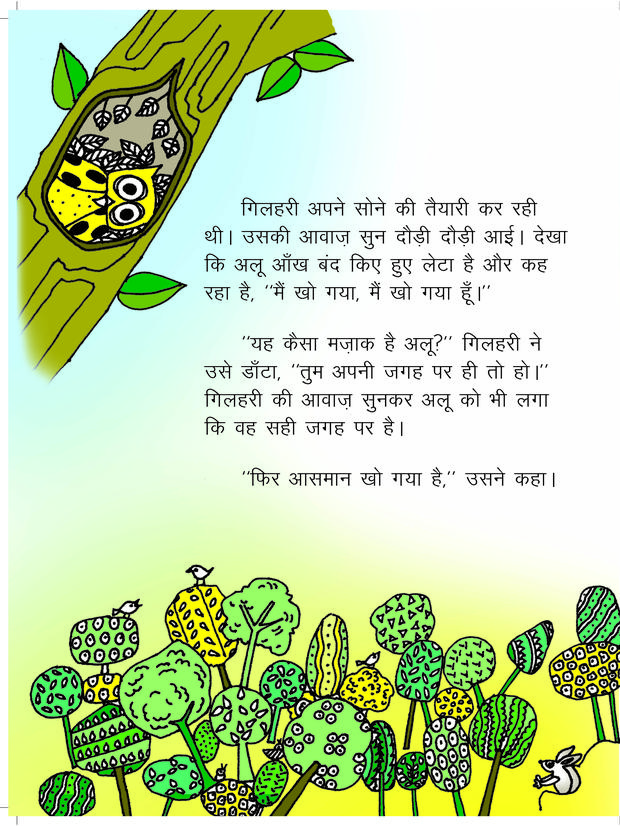 गिलहरी अपने सोने की तैयारी कर रही
थी। उसकी आवाज़ सुन दौड़ी दौड़ी आई। देखा
कि अलू आँख बंद किए हुए लेटा है और कह
रहा है, ''मैं खो गया, मैं खो गया हूँ।''
''यह कैसा मज़ाक है अलू?'' गिलहरी ने
उसे डाँटा, ''तुम अपनी जगह पर ही तो हो।''
गिलहरी की आवाज़ सुनकर अलू को भी लगा
कि वह सही जगह पर है।
''फिर आसमान खो गया है,'' उसने कहा।